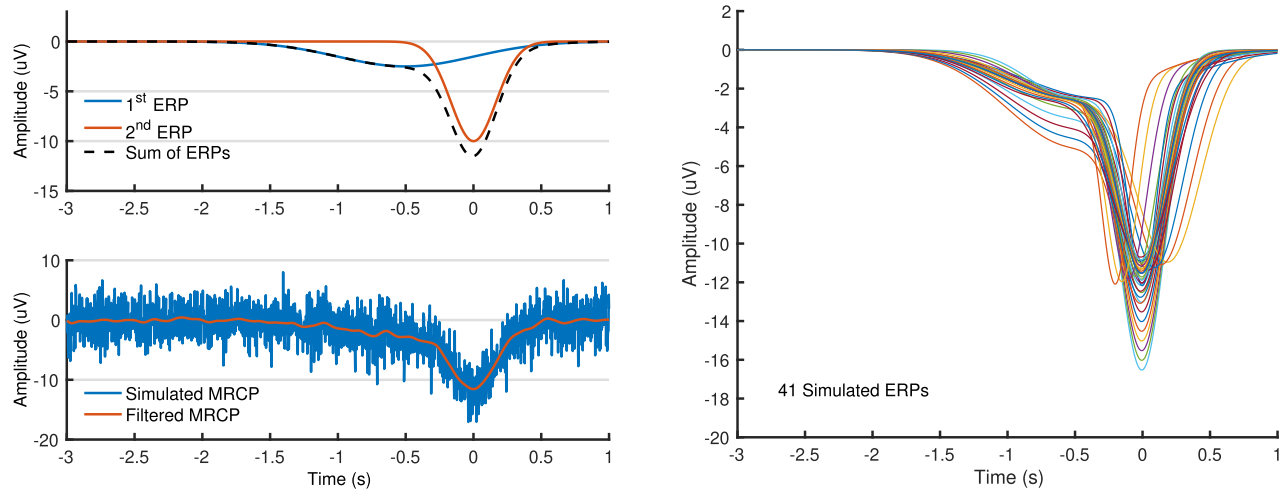 Amplitude (uV)
0
-5
-10
-15
1st ERP
2nd ERP
Sum of ERPs
-3 -2.5 -2 -1.5 -1 -0.5 0 0.5 1
Amplitude (uV)
10
0
-10
-20
Simulated MRCP
Filtered MRCP
-3 -2.5 -2 -1.5 -1 -0.5 0 0.5 1
Time (s)
Amplitude (uV)
2
0
-2
-4
-6
-8
-10
-12
-14
-16
-18
-20
41 Simulated ERPs
-3 -2.5 -2 -1.5 -1 -0.5 0 0.5 1
Time (s)